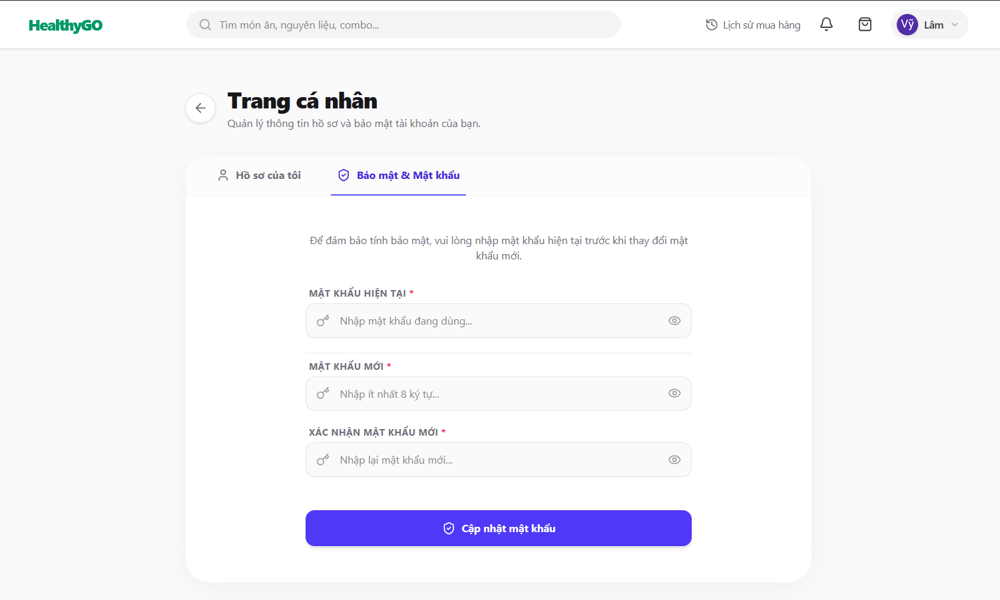 HealthyGO
Tìm món ăn, nguyên liệu, combo...
Lịch sử mua hàng
Vỹ
Lâm
Trang cá nhân
Quản lý thông tin hồ sơ và bảo mật tài khoản của bạn.
Hồ sơ của tôi
Bảo mật & Mật khẩu
Để đảm bảo tính bảo mật, vui lòng nhập mật khẩu hiện tại trước khi thay đổi mật
khẩu mới.
MẬT KHẨU HIỆN TẠI *
Nhập mật khẩu đang dùng...
MẬT KHẨU MỚI *
Nhập ít nhất 8 ký tự...
XÁC NHẬN MẬT KHẨU MỚI *
Nhập lại mật khẩu mới...
Cập nhật mật khẩu